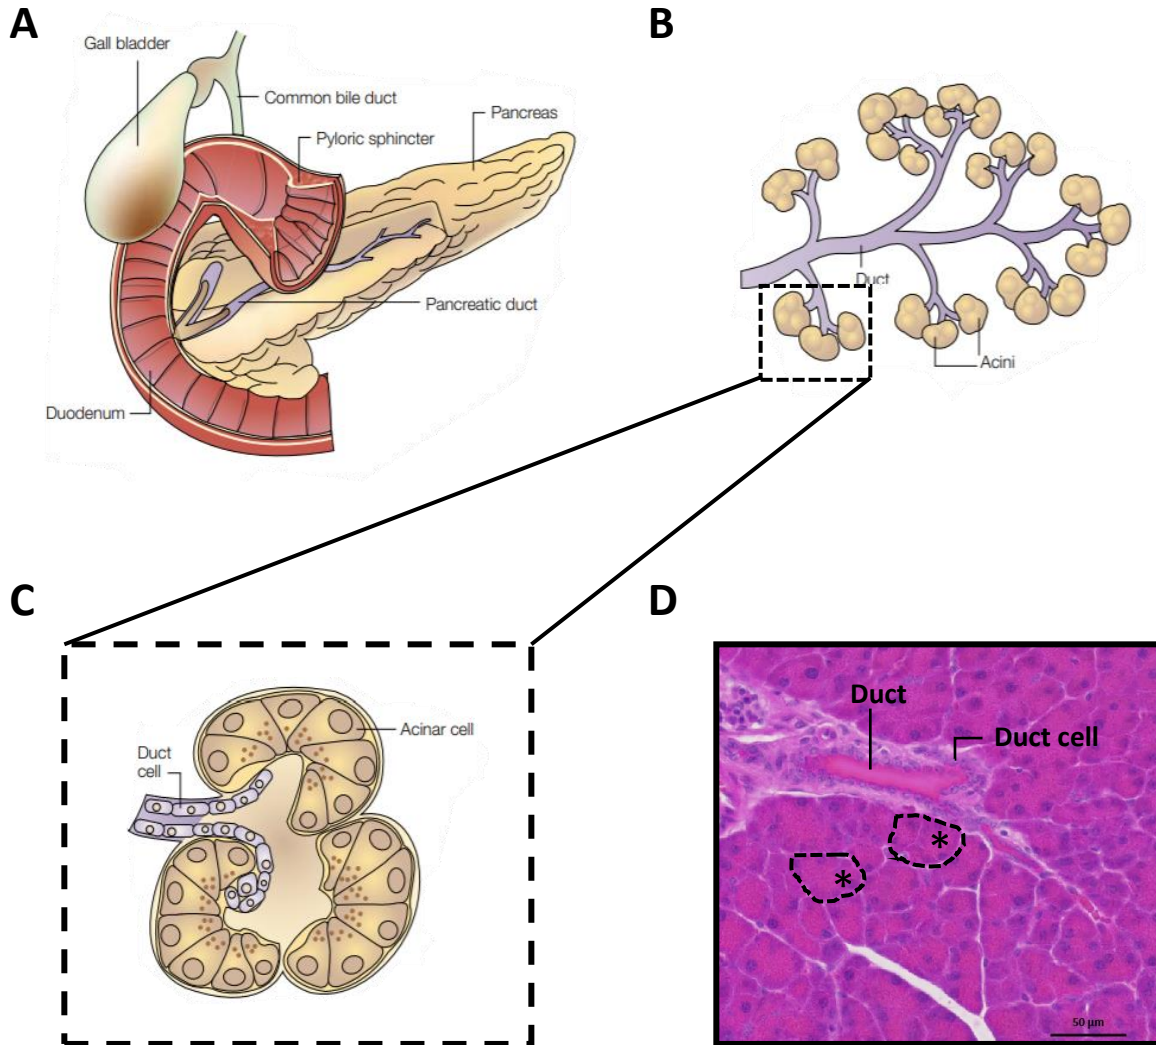 A
Gall bladder
Common bile duct
Pyloric sphincter
Pancreas
Pancreatic duct
Duodenum
B
Duct
Acini
C
Acinar cell
Duct
cell
D
Duct
Duct cell
*
*
50 µm